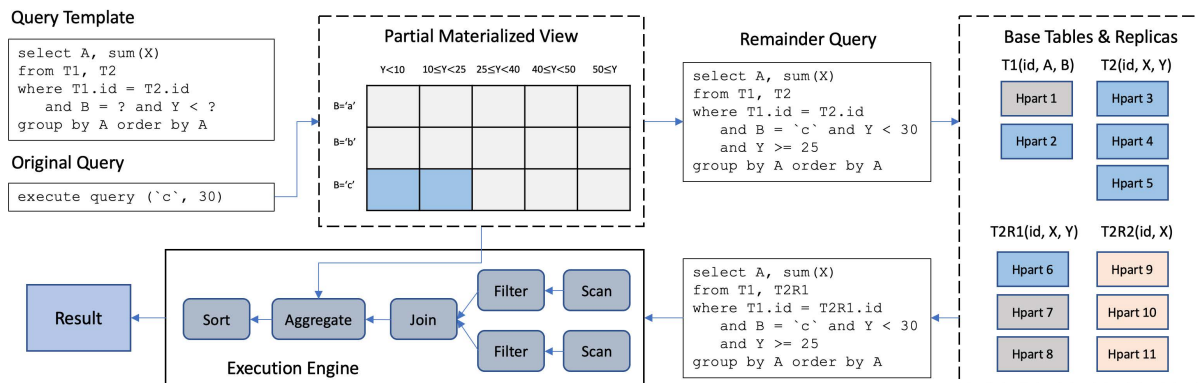 Query Template
select A, sum(X)
from T1, T2
where T1.id = T2.id
and B = ? and Y < ?
group by A order by A
Original Query
execute query (`c`, 30)
Partial Materialized View
Y<10 10≤Y<25 25≤Y<40 40≤Y<50 50≤Y
B='a'
B='b'
B='c'
Remainder Query
select A, sum(X)
from T1, T2
where T1.id = T2.id
and B = `c` and Y < 30
and Y >= 25
group by A order by A
Base Tables & Replicas
T1(id, A, B) T2(id, X, Y)
Hpart 1 Hpart 3
Hpart 2 Hpart 4
Hpart 5
T2R1(id, X, Y) T2R2(id, X)
Hpart 6 Hpart 9
Hpart 7 Hpart 10
Hpart 8 Hpart 11
select A, sum(X)
from T1, T2R1
where T1.id = T2R1.id
and B = `c` and Y < 30
and Y >= 25
group by A order by A
Filter Scan
Sort Aggregate Join
Filter Scan
Execution Engine
Result